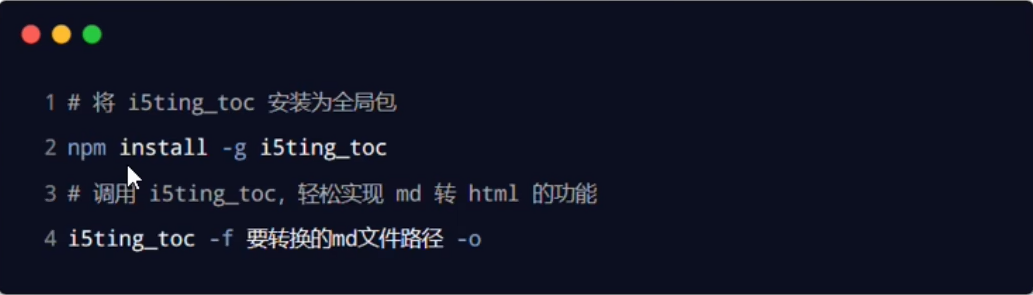 1 # 将 i5ting_toc 安装为全局包
2 npm install -g i5ting_toc
3 # 调用 i5ting_toc，轻松实现 md 转 html 的功能
4 i5ting_toc -f 要转换的md文件路径 -o